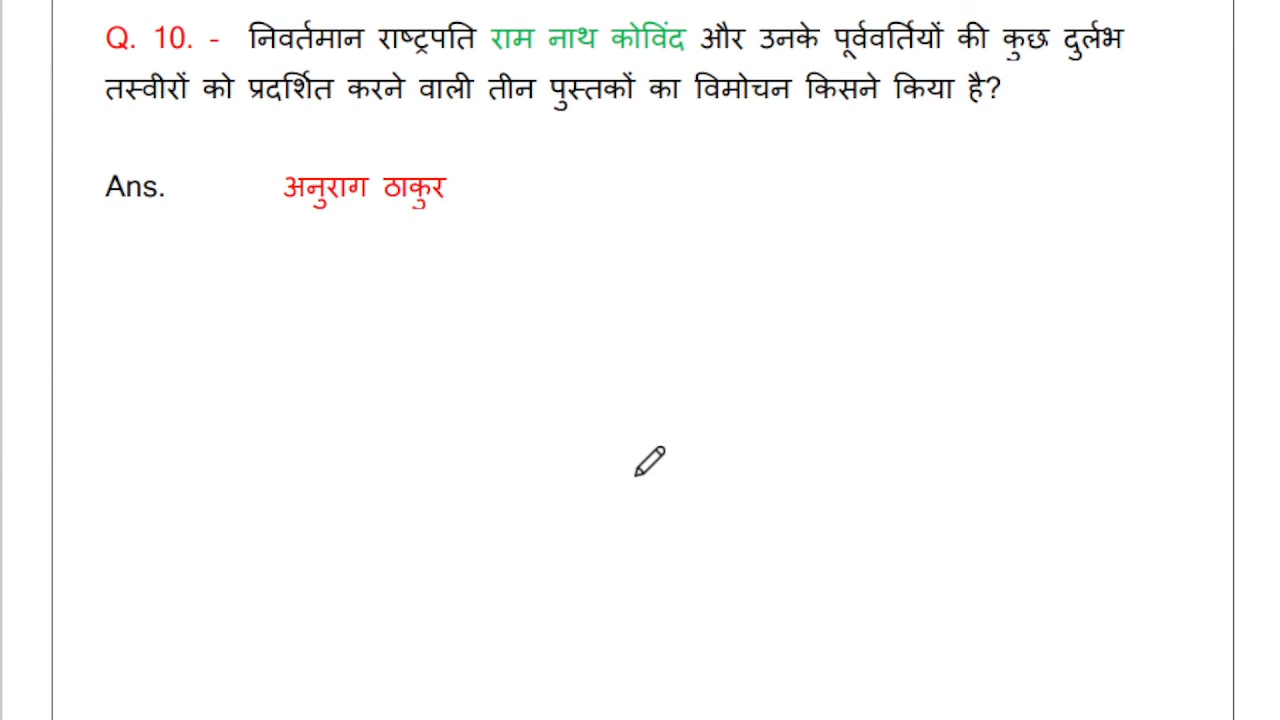 Q. 10. - निवर्तमान राष्ट्रपति राम नाथ कोविंद और उनके पूर्ववर्तियों की कुछ दुर्लभ
तस्वीरों को प्रदर्शित करने वाली तीन पुस्तकों का विमोचन किसने किया है?
Ans. अनुराग ठाकुर